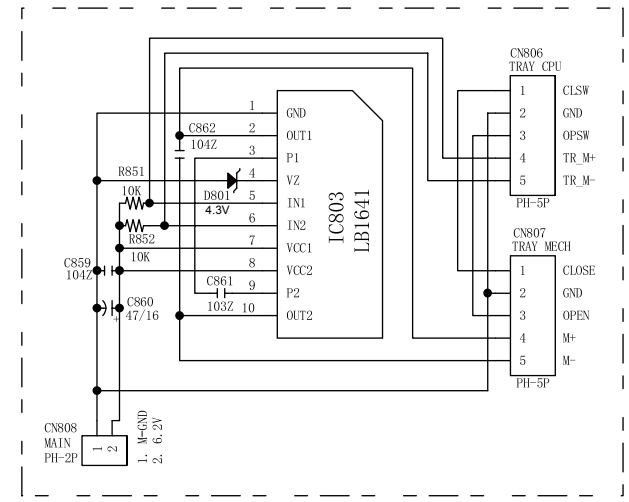 CN806
TRAY CPU
1 CLSW
2 GND
3 OPSW
4 TR_M+
5 TR_M-
PH-5P
1 GND
2 OUT1
3 P1
4 VZ
5 IN1
6 IN2
7 VCC1
8 VCC2
9 P2
10 OUT2
IC803
LB1641
C862
104Z
R851
10K
D801
4.3V
R852
10K
C859
104Z
C861
103Z
C860
47/16
+
CN807
TRAY MECH
1 CLOSE
2 GND
3 OPEN
4 M+
5 M-
PH-5P
CN808
MAIN
PH-2P
1
2
1. M-GND
2. 6.2V